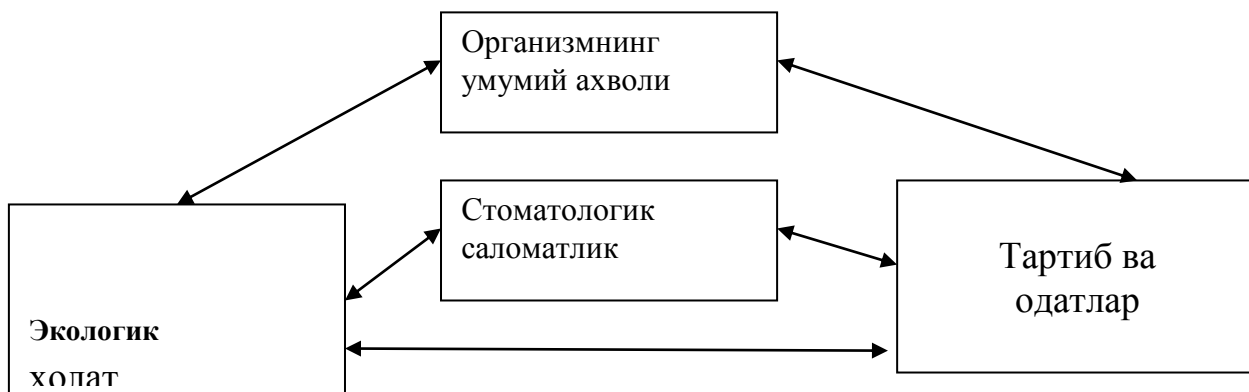 Организмнинг
умумий ахволи
Стоматологик
саломатлик
Тартиб ва
одатлар
Экологик
холат